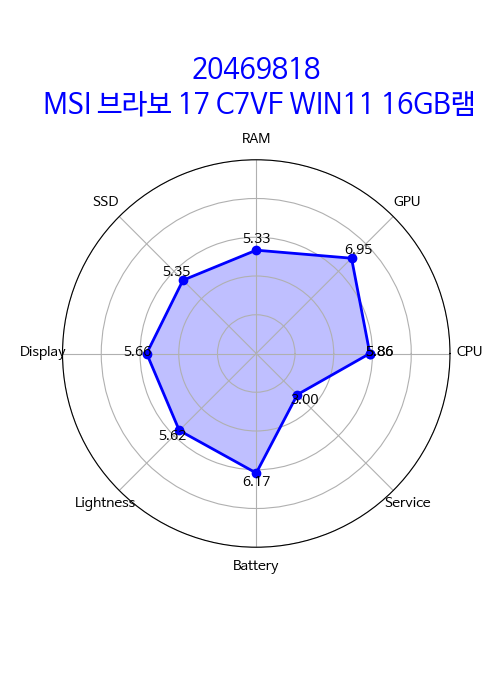 20469818
MSI 브라보 17 C7VF WIN11 16GB램
RAM
SSD
GPU
5.33
6.95
5.35
Display
5.66
5.86
CPU
3.00
5.62
6.17
Lightness
Service
Battery